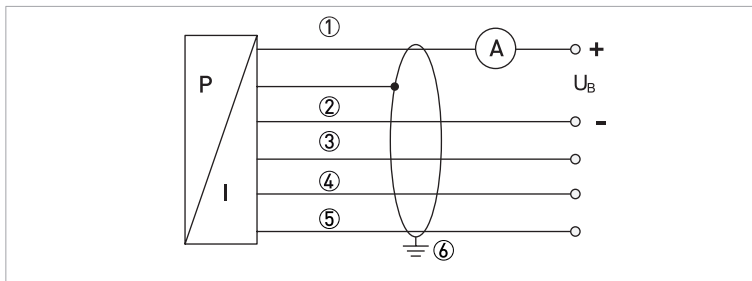 ①
A
+
P
U_B
②
-
③
④
I
⑤
⑥